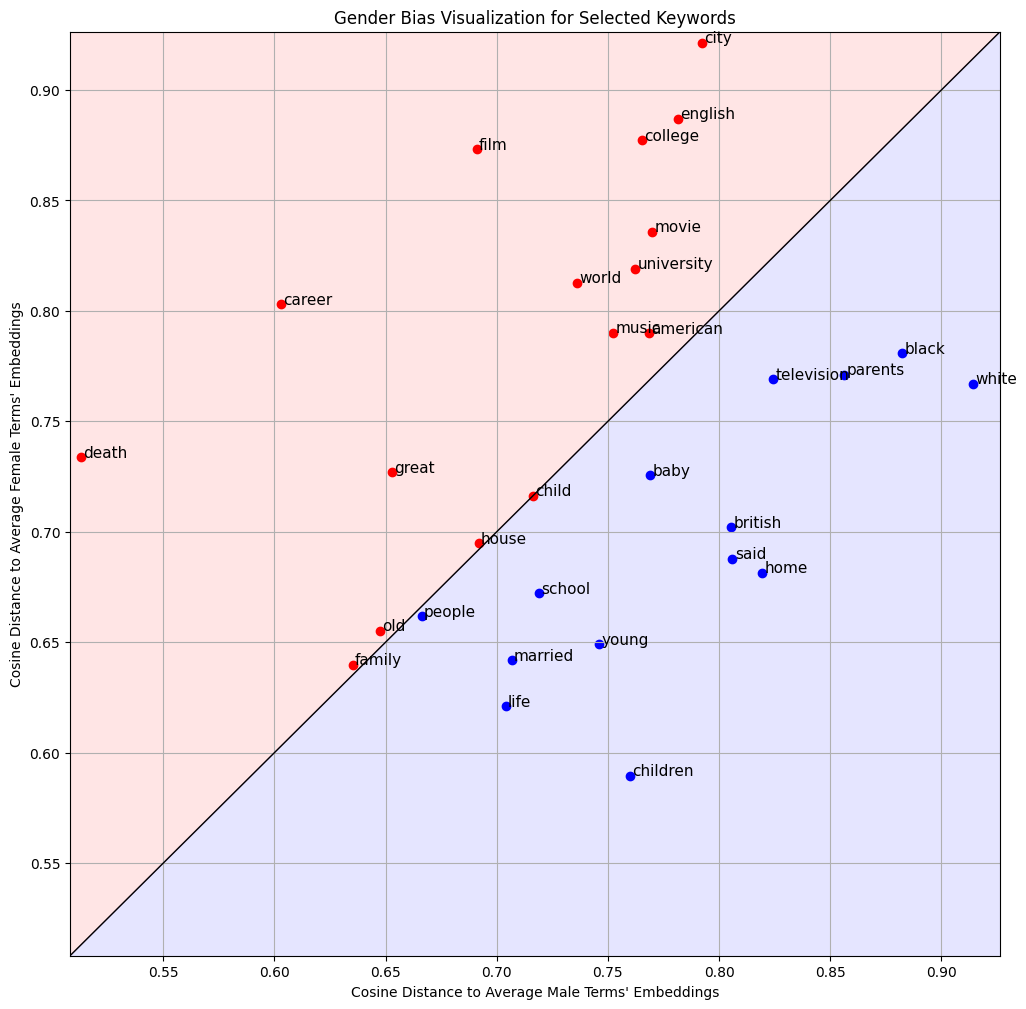 Gender Bias Visualization for Selected Keywords
Cosine Distance to Average Female Terms' Embeddings
0.90
0.85
0.80
0.75
0.70
0.65
0.60
0.55
city
english
college
film
movie
university
world
career
music
american
black
parents
television
white
death
great
baby
child
british
house
said
home
school
people
old
young
married
family
life
children
0.55 0.60 0.65 0.70 0.75 0.80 0.85 0.90
Cosine Distance to Average Male Terms' Embeddings